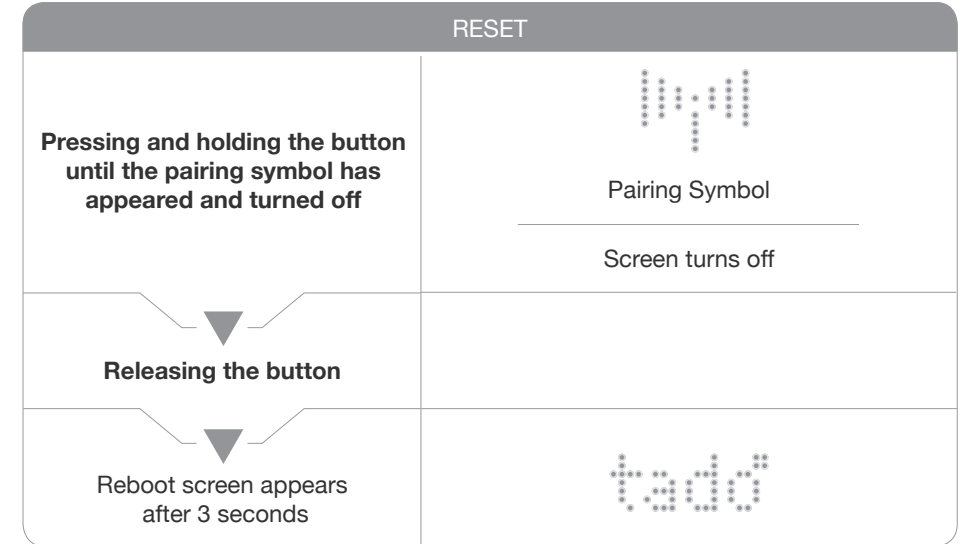 RESET
Pressing and holding the button
until the pairing symbol has
appeared and turned off
Pairing Symbol
Screen turns off
Releasing the button
Reboot screen appears
after 3 seconds
tado°